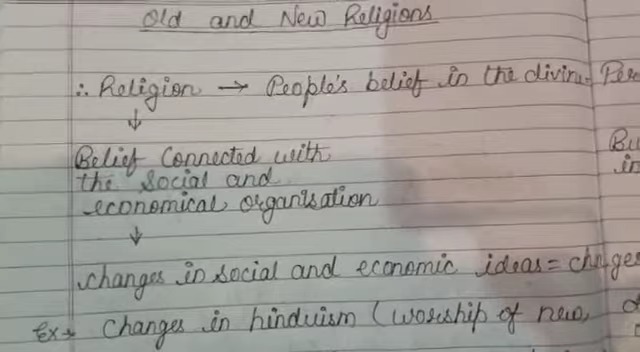 Old and New Religions
∴ Religion → People's belief in the divin
↓
Belief Connected with
the social and
economical organisation
↓
changes in social and economic ideas = chages
Ex→ Changes in hinduism (worship of new,